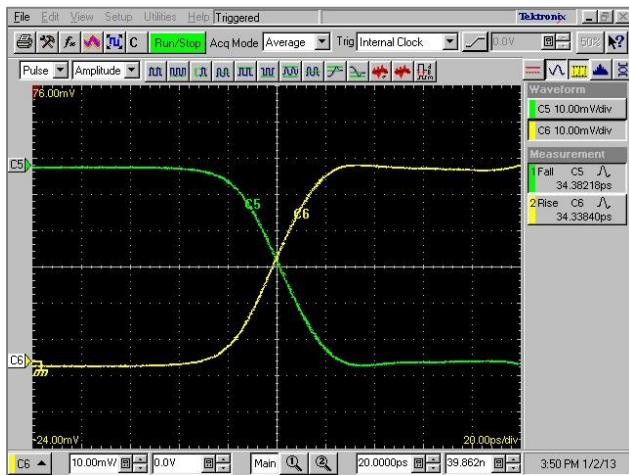 File Edit View Setup Utilities Help Triggered Tektronix
Run/Stop Acq Mode Average Trig Internal Clock 0.0V 50%
Pulse Amplitude
76.00mV
C5
C5
C6
C6
-24.00mV 20.00ps/div
Waveform
C5 10.00mV/div
C6 10.00mV/div
Measurement
1 Fall C5
34.38218ps
2 Rise C6
34.33840ps
C6 10.00mV/ 0.0V Main 20.0000ps 39.862n 3:50 PM 1/2/13